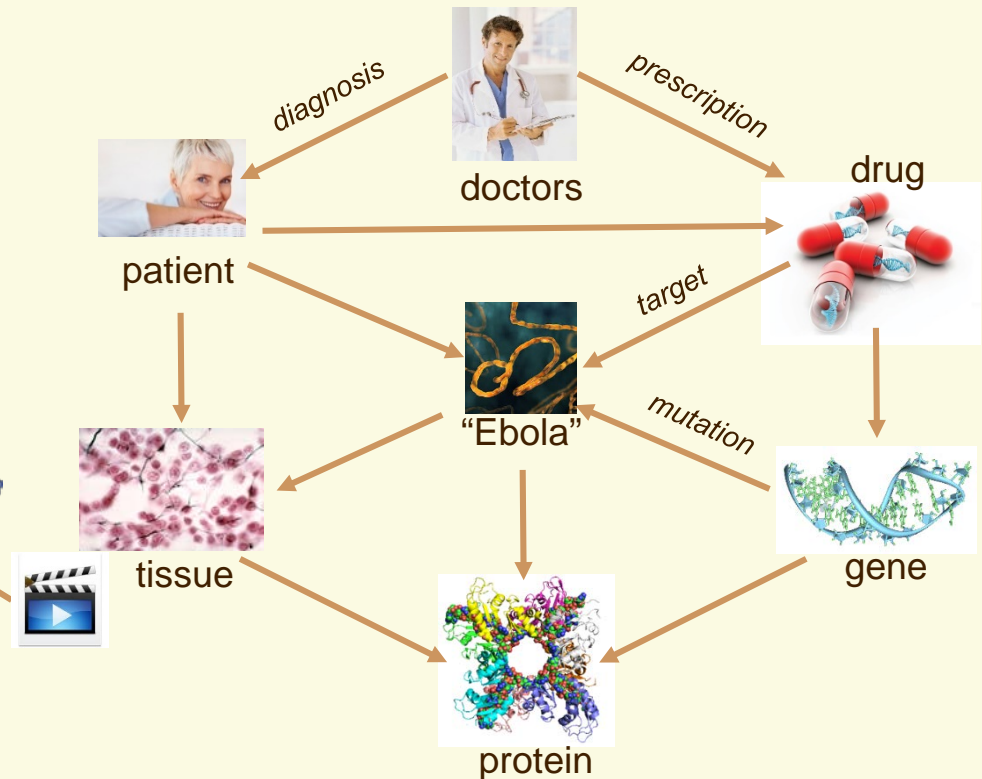 diagnosis
prescription
doctors
drug
patient
target
“Ebola”
mutation
tissue
gene
protein